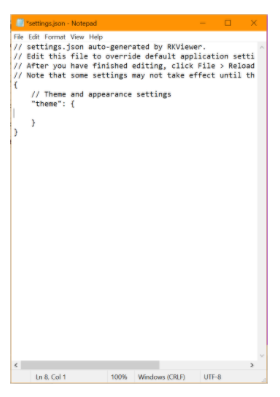 *settings.json - Notepad
File Edit Format View Help
// settings.json auto-generated by RKViewer.
// Edit this file to override default application setti
// After you have finished editing, click File > Reload
// Note that some settings may not take effect until th
{
// Theme and appearance settings
"theme": {
}
}
Ln 8, Col 1 100% Windows (CRLF) UTF-8